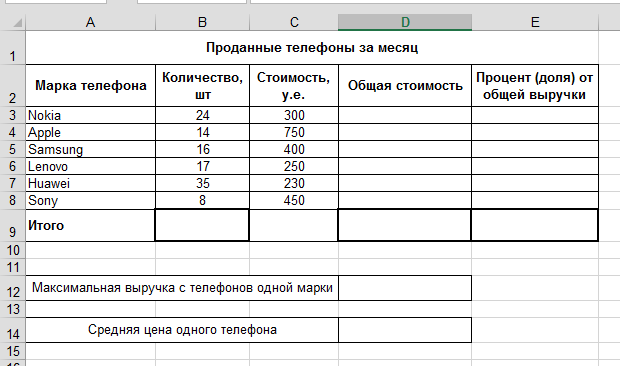 A B C D E
1 Проданные телефоны за месяц
2 Марка телефона Количество, шт Стоимость, у.е. Общая стоимость Процент (доля) от общей выручки
3 Nokia 24 300
4 Apple 14 750
5 Samsung 16 400
6 Lenovo 17 250
7 Huawei 35 230
8 Sony 8 450
9 Итого
10
11
12 Максимальная выручка с телефонов одной марки
13
14 Средняя цена одного телефона
15